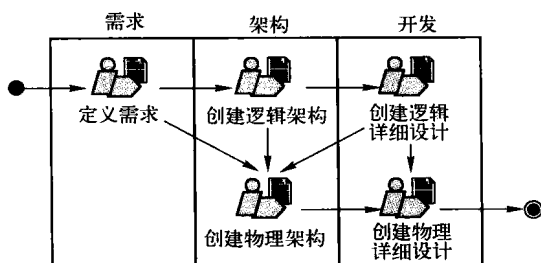 需求
架构
开发
定义需求
创建逻辑架构
创建逻辑
详细设计
创建物理架构
创建物理
详细设计